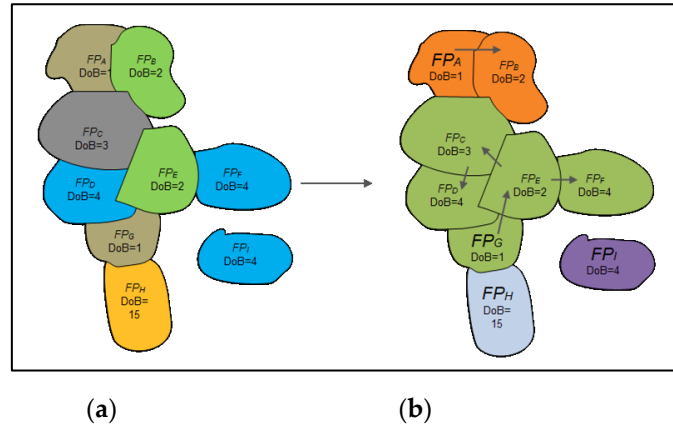 FPA
DoB=1
FPB
DoB=2
FPC
DoB=3
FPD
DoB=4
FPE
DoB=2
FPF
DoB=4
FPG
DoB=1
FPI
DoB=4
FPH
DoB=
15
FPA
DoB=1
FPB
DoB=2
FPC
DoB=3
FPD
DoB=4
FPE
DoB=2
FPF
DoB=4
FPG
DoB=1
FPI
DoB=4
FPH
DoB=
15
(a) (b)